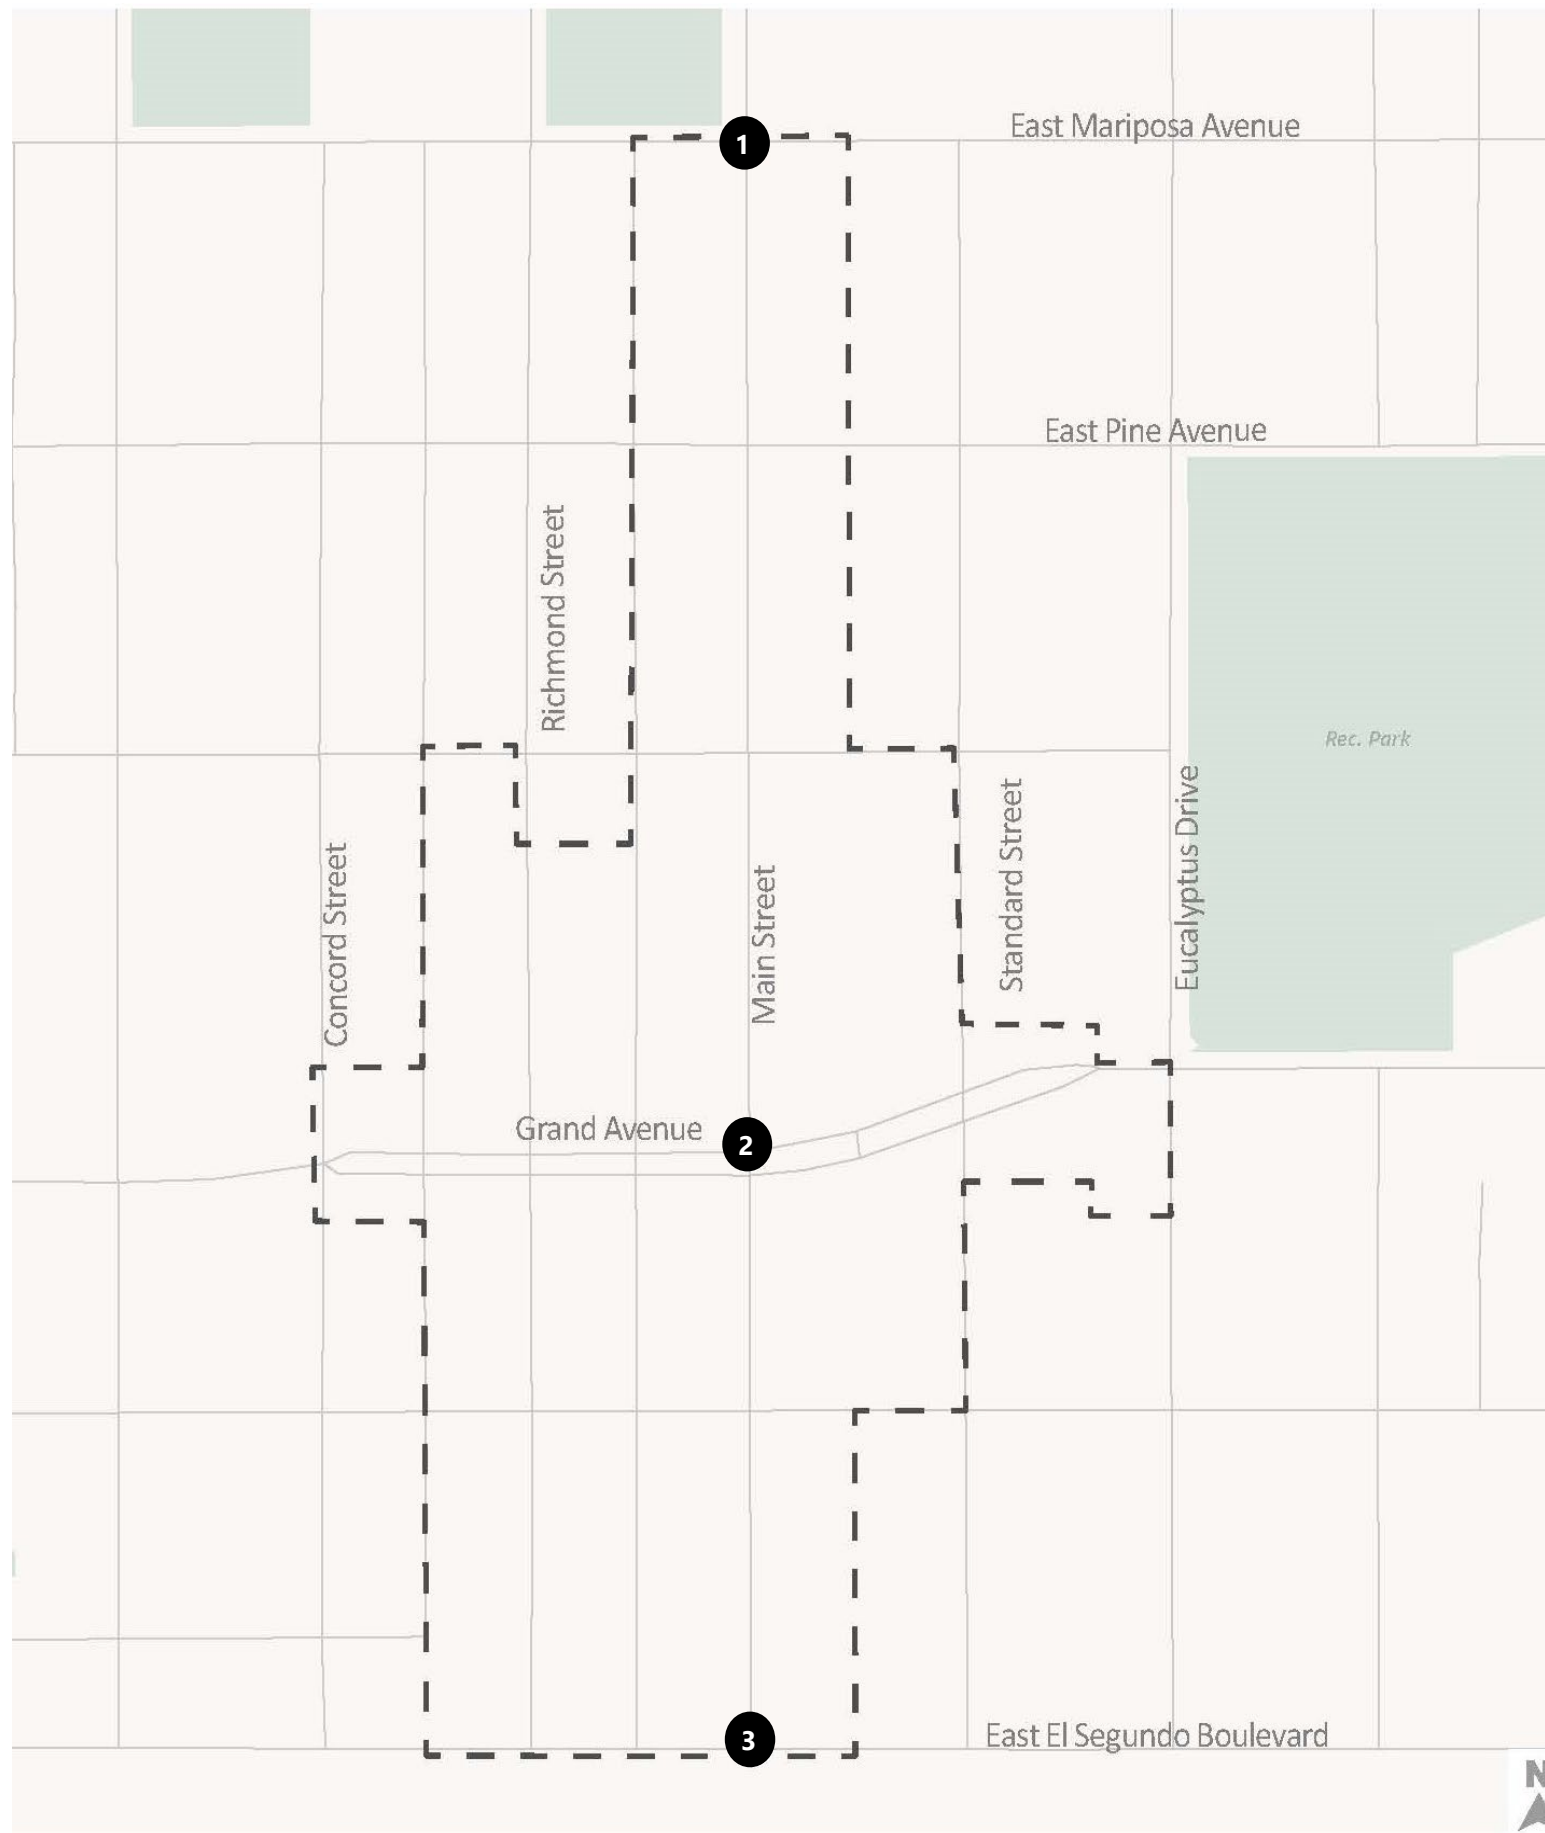 East Mariposa Avenue
1
East Pine Avenue
Richmond Street
Rec. Park
Concord Street
Main Street
Standard Street
Eucalyptus Drive
Grand Avenue
2
East El Segundo Boulevard
3
N